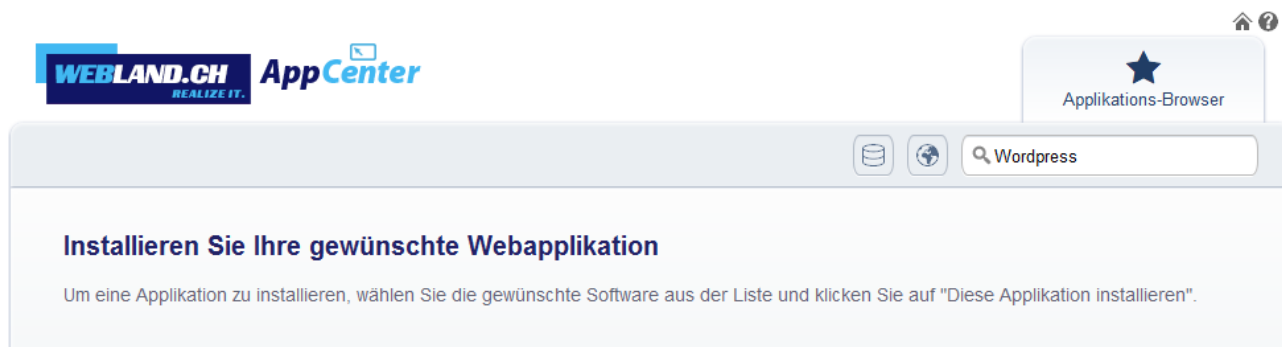 WEBLAND.CH
REALIZE IT.
AppCenter
Applikations-Browser
Wordpress
Installieren Sie Ihre gewünschte Webapplikation
Um eine Applikation zu installieren, wählen Sie die gewünschte Software aus der Liste und klicken Sie auf "Diese Applikation installieren".